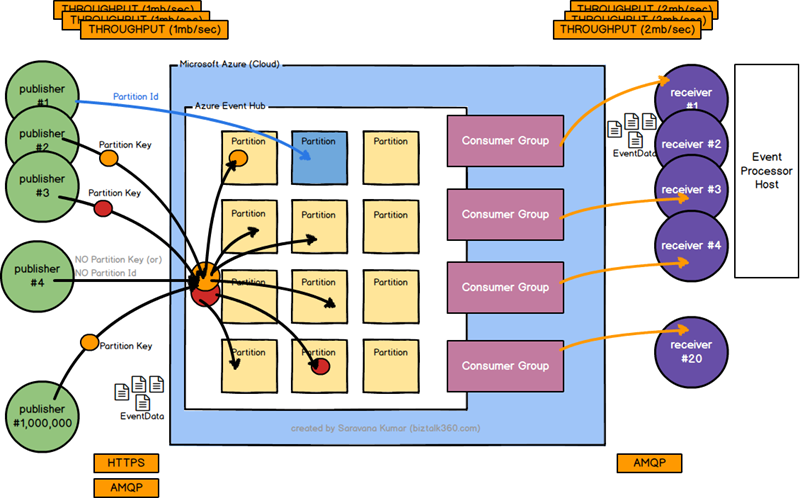 THROUGHPUT (1mb/sec)
THROUGHPUT (1mb/sec)
THROUGHPUT (1mb/sec)
THROUGHPUT (2mb/sec)
THROUGHPUT (2mb/sec)
THROUGHPUT (2mb/sec)
Microsoft Azure (Cloud)
Azure Event Hub
publisher
#1
publisher
#2
publisher
#3
publisher
#4
publisher
#1,000,000
Partition Id
Partition Key
Partition Key
NO Partition Key (or)
NO Partition Id
Partition Key
EventData
Partition
Partition
Partition
Partition
Partition
Partition
Partition
Partition
Partition
Partition
Partition
Partition
Consumer Group
Consumer Group
Consumer Group
Consumer Group
EventData
receiver
#1
receiver #2
receiver #3
receiver #4
receiver
#20
Event
Processor
Host
created by Saravana Kumar (biztalk360.com)
HTTPS
AMQP
AMQP